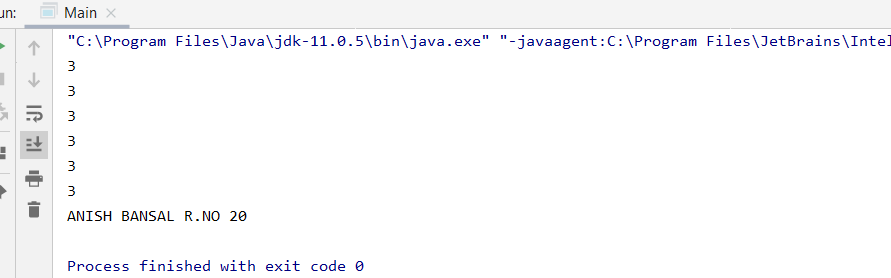 un: Main
"C:\Program Files\Java\jdk-11.0.5\bin\java.exe" "-javaagent:C:\Program Files\JetBrains\Intel
3
3
3
3
3
3
ANISH BANSAL R.NO 20
Process finished with exit code 0